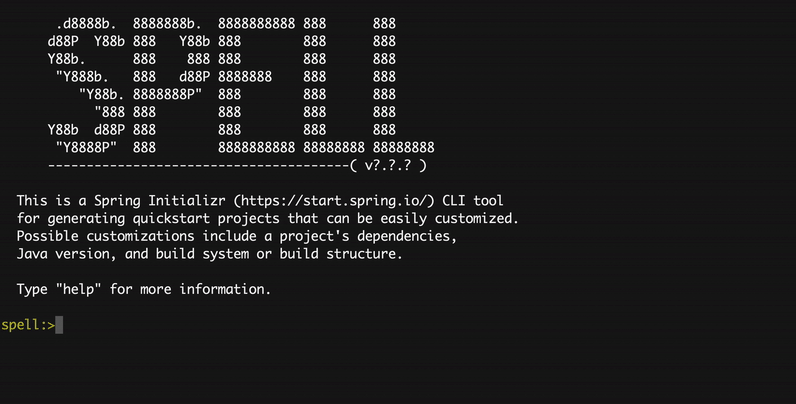 .d8888b.  8888888b.  8888888888 888      888
d88P  Y88b 888   Y88b 888        888      888
Y88b.      888    888 888        888      888
 "Y888b.   888   d88P 8888888    888      888
    "Y88b. 8888888P"  888        888      888
      "888 888        888        888      888
Y88b  d88P 888        888        888      888
 "Y8888P"  888        8888888888 88888888 88888888
---------------------------------------( v?.?.? )
This is a Spring Initializr (https://start.spring.io/) CLI tool
for generating quickstart projects that can be easily customized.
Possible customizations include a project's dependencies,
Java version, and build system or build structure.
Type "help" for more information.
spell:>